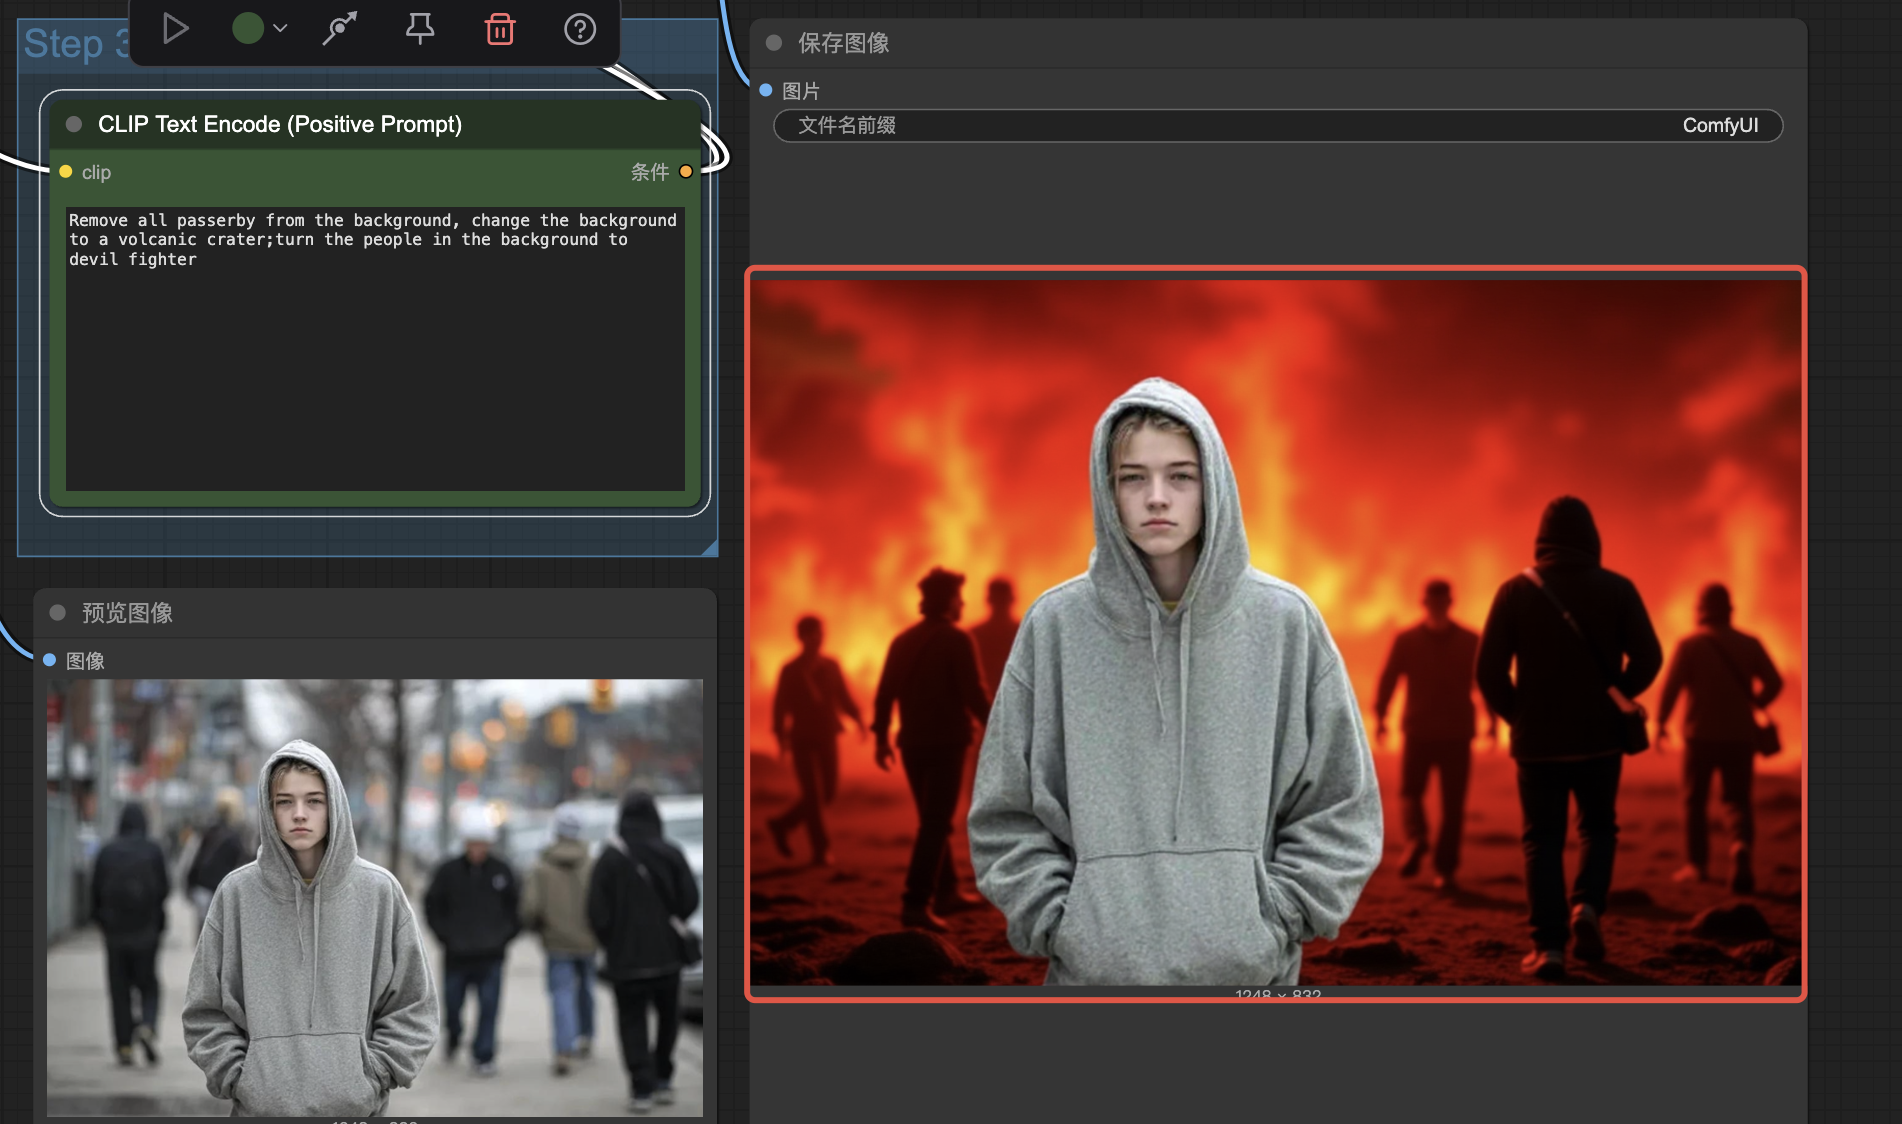 Step 3
CLIP Text Encode (Positive Prompt)
clip
条件
Remove all passerby from the background, change the background
to a volcanic crater;turn the people in the background to
devil fighter
预览图像
图像
保存图像
图片
文件名前缀
ComfyUI
1248 × 832